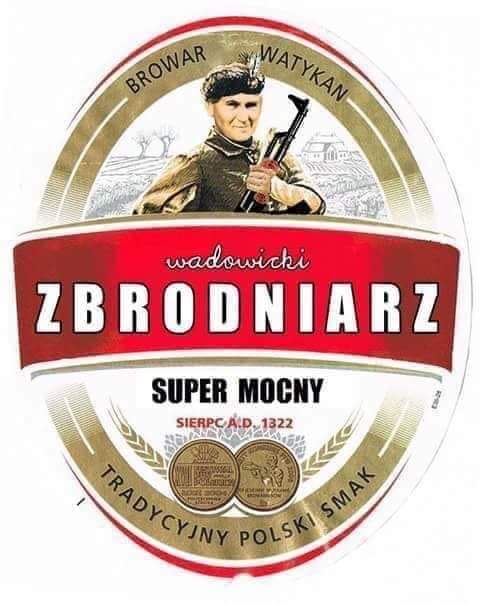 BROWAR WATYKAN
wadowicki
ZBRODNIARZ
SUPER MOCNY
SIERPC A.D. 1322
TRADYCYJNY POLSKI SMAK